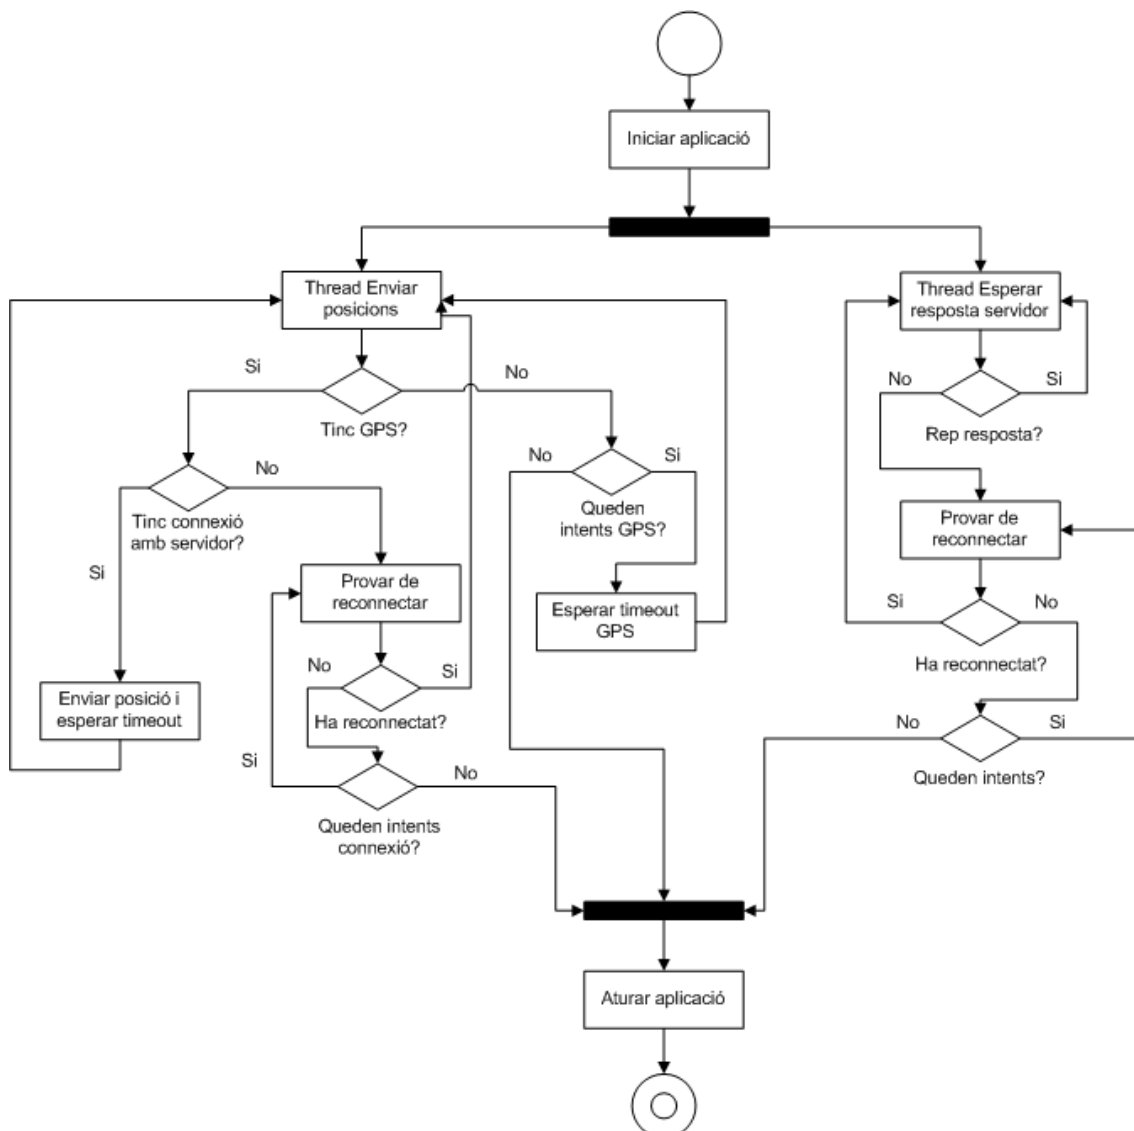 Iniciar aplicació
Thread Enviar
posicions
Thread Esperar
resposta servidor
Si
No
Tinc GPS?
No
Si
Rep resposta?
No
Si
Queden
intents GPS?
No
Tinc connexió
amb servidor?
Si
Provar de
reconnectar
Provar de
reconnectar
Esperar timeout
GPS
Si
No
Ha reconnectat?
No
Si
Ha reconnectat?
Enviar posició i
esperar timeout
No
Si
Queden intents?
Si
No
Queden intents
connexió?
Aturar aplicació